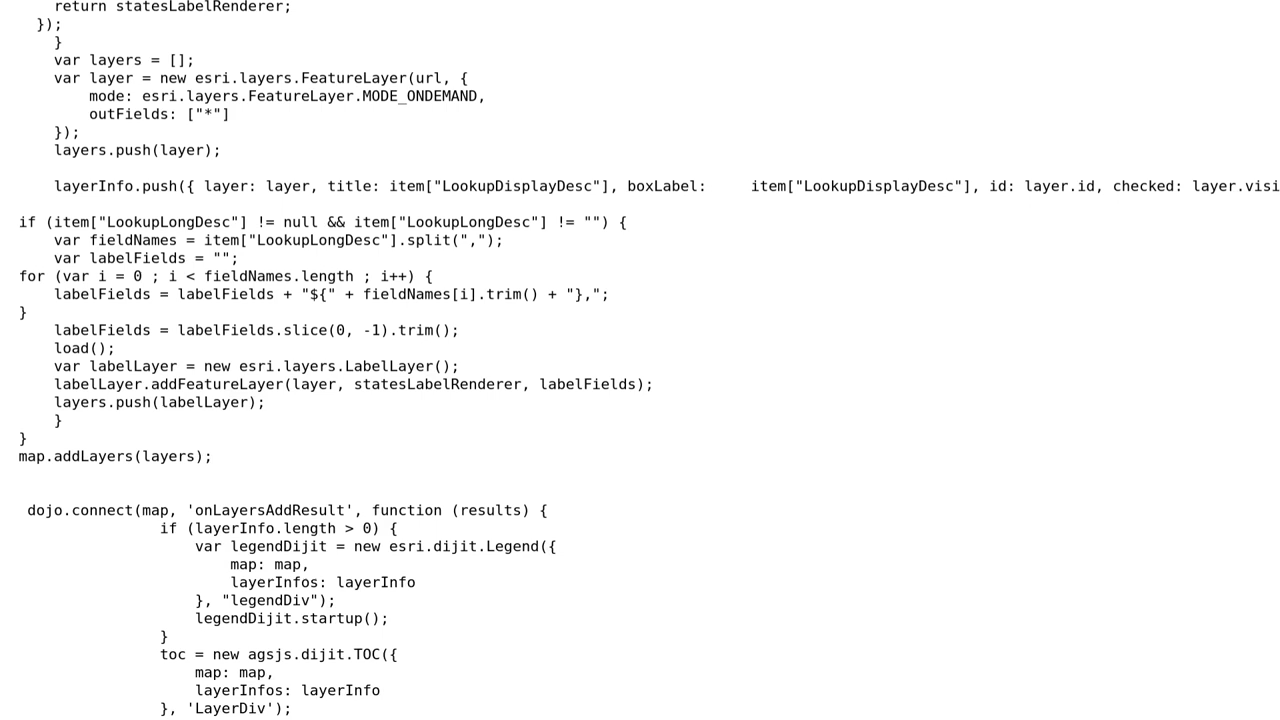 return statesLabelRenderer;
});
}
var layers = [];
var layer = new esri.layers.FeatureLayer(url, {
mode: esri.layers.FeatureLayer.MODE_ONDEMAND,
outFields: ["*"]
});
layers.push(layer);
layerInfo.push({ layer: layer, title: item["LookupDisplayDesc"], boxLabel:     item["LookupDisplayDesc"], id: layer.id, checked: layer.visi
if (item["LookupLongDesc"] != null && item["LookupLongDesc"] != "") {
var fieldNames = item["LookupLongDesc"].split(",");
var labelFields = "";
for (var i = 0 ; i < fieldNames.length ; i++) {
labelFields = labelFields + "${" + fieldNames[i].trim() + "},";
}
labelFields = labelFields.slice(0, -1).trim();
load();
var labelLayer = new esri.layers.LabelLayer();
labelLayer.addFeatureLayer(layer, statesLabelRenderer, labelFields);
layers.push(labelLayer);
}
}
map.addLayers(layers);
dojo.connect(map, 'onLayersAddResult', function (results) {
if (layerInfo.length > 0) {
var legendDijit = new esri.dijit.Legend({
map: map,
layerInfos: layerInfo
}, "legendDiv");
legendDijit.startup();
}
toc = new agsjs.dijit.TOC({
map: map,
layerInfos: layerInfo
}, 'LayerDiv');